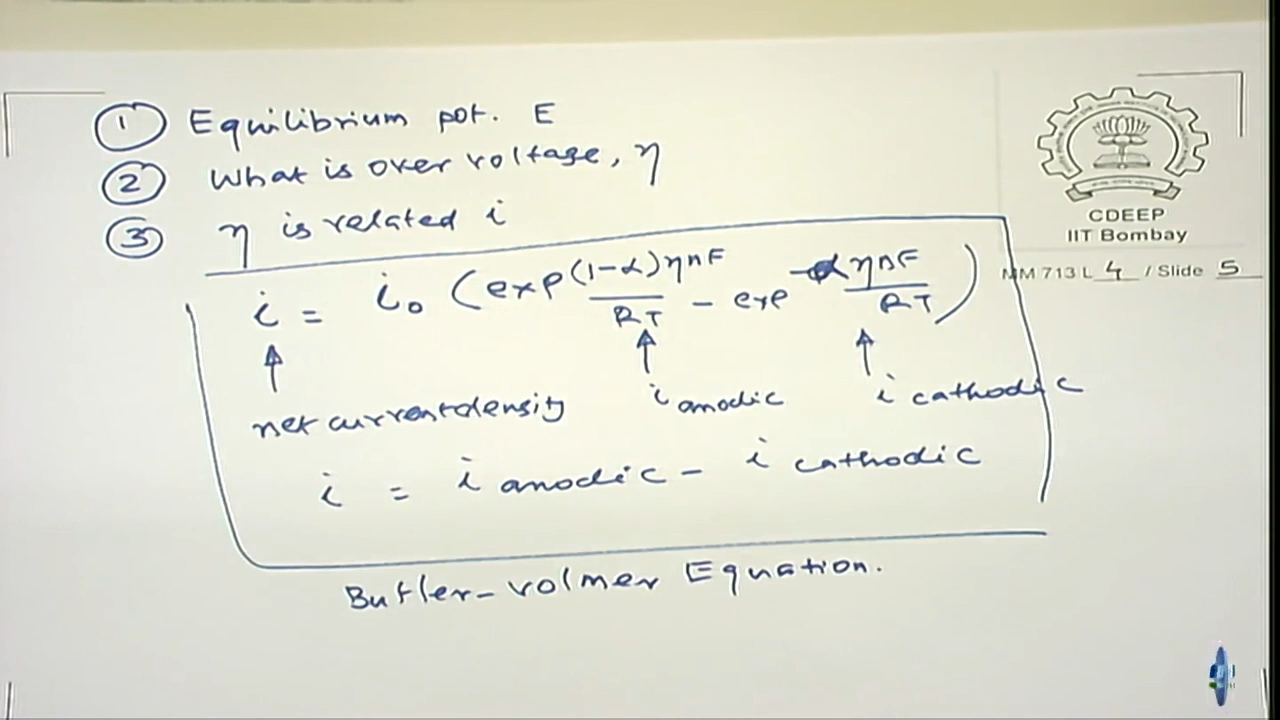 ① Equilibrium pot. E
② What is over voltage, η
③ η is related i
i = i₀ (exp (1-α)ηnF / RT - exp -αηnF / RT)
net current density
i anodic
i cathodic
i = i anodic - i cathodic
Butler-volmer Equation.
CDEEP
IIT Bombay
MM 713 L 4 / Slide 5